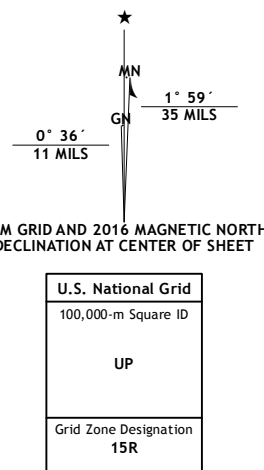 ★
MN
1° 59´
35 MILS
GN
0° 36´
11 MILS
M GRID AND 2016 MAGNETIC NORTH
DECLINATION AT CENTER OF SHEET
U.S. National Grid
100,000-m Square ID
UP
Grid Zone Designation
15R